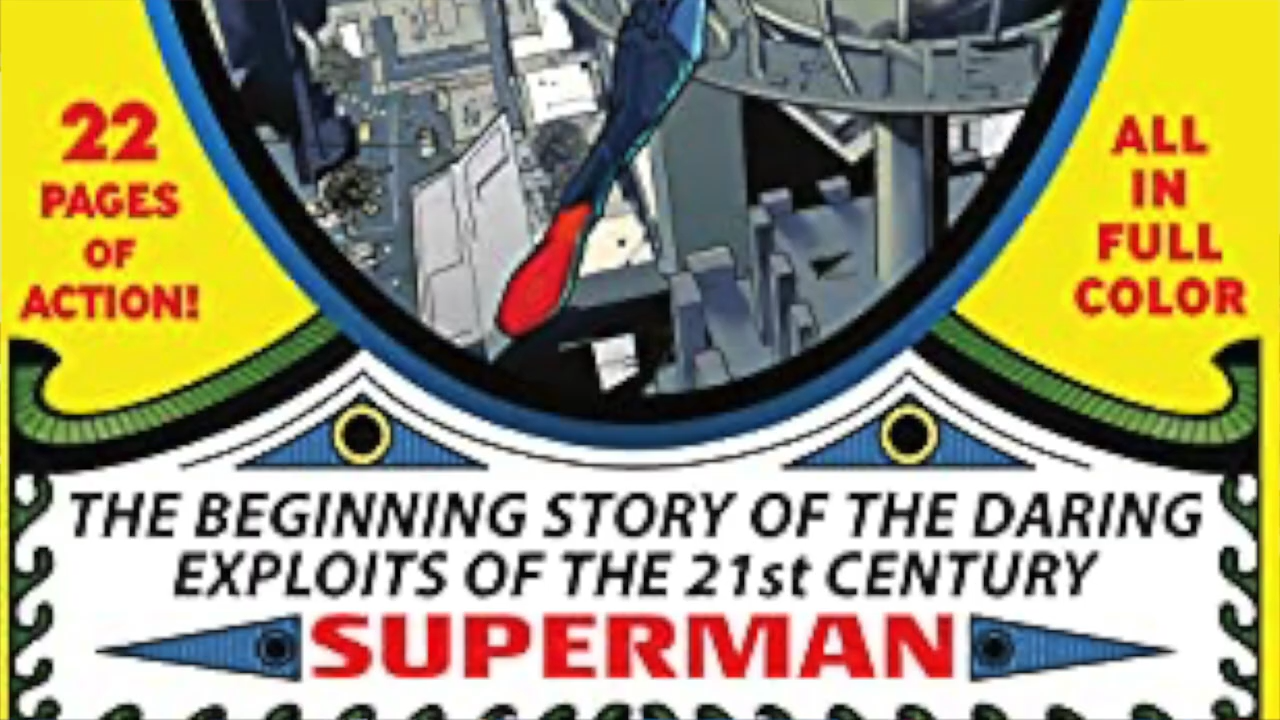 22
PAGES
OF
ACTION!
ALL
IN
FULL
COLOR
THE BEGINNING STORY OF THE DARING
EXPLOITS OF THE 21st CENTURY
SUPERMAN